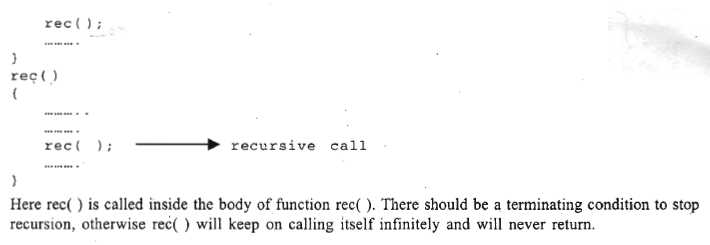 rec( );
..........
}
rec( )
{
...........
..........
rec( ); recursive call
..........
}
Here rec( ) is called inside the body of function rec( ). There should be a terminating condition to stop
recursion, otherwise rec( ) will keep on calling itself infinitely and will never return.